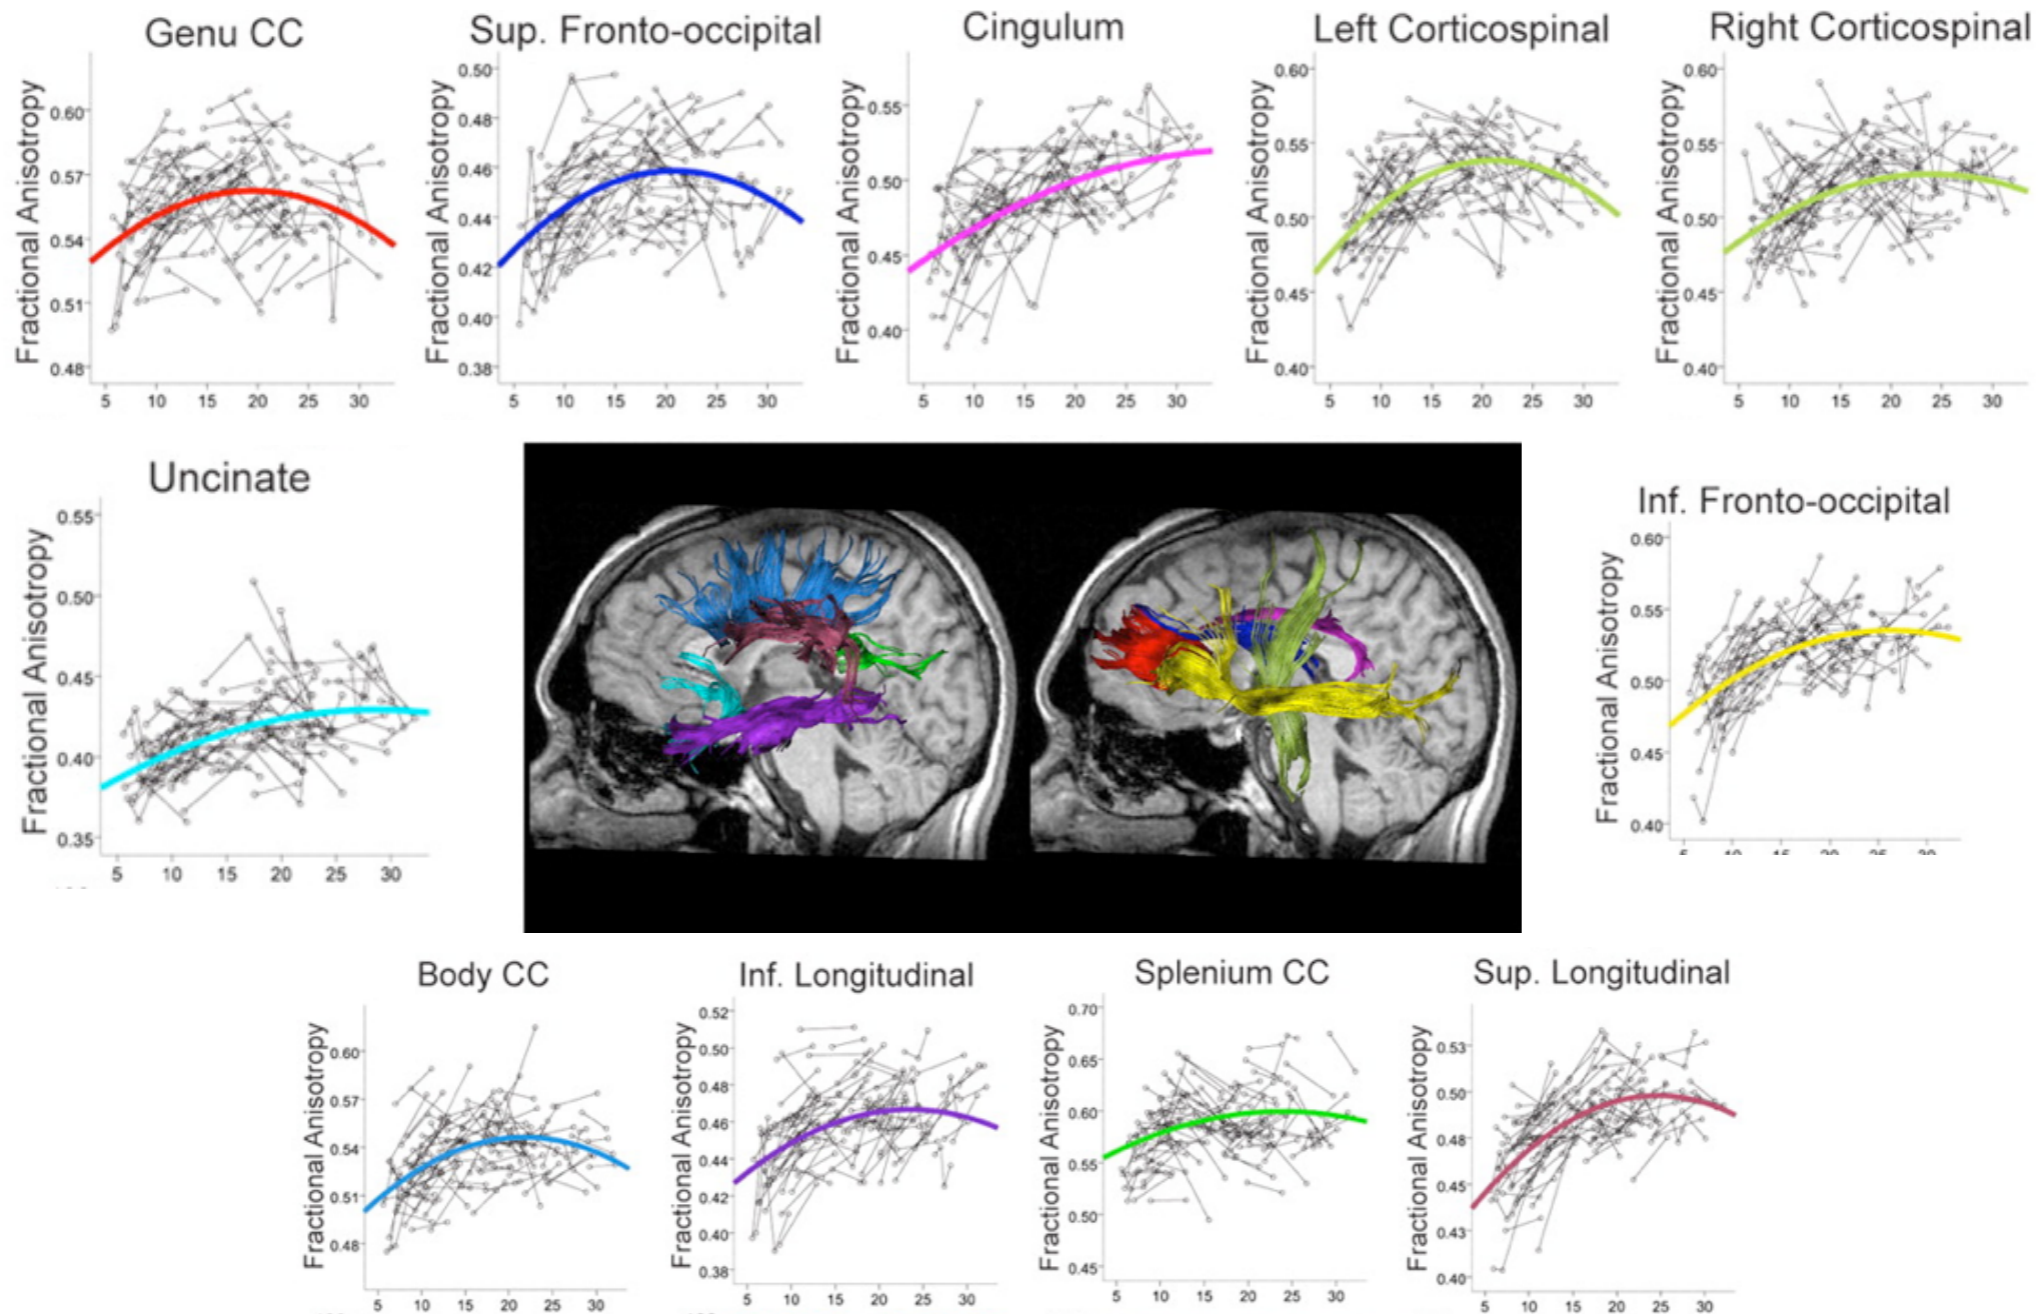 Genu CC
Sup. Fronto-occipital
Cingulum
Left Corticospinal
Right Corticospinal
Fractional Anisotropy
0.60
0.57
0.54
0.51
0.48
5 10 15 20 25 30
Fractional Anisotropy
0.50
0.48
0.46
0.44
0.42
0.40
0.38
5 10 15 20 25 30
Fractional Anisotropy
0.55
0.50
0.45
0.40
5 10 15 20 25 30
Fractional Anisotropy
0.60
0.55
0.50
0.45
0.40
5 10 15 20 25 30
Fractional Anisotropy
0.60
0.55
0.50
0.45
0.40
5 10 15 20 25 30
Uncinate
Fractional Anisotropy
0.55
0.50
0.45
0.40
0.35
5 10 15 20 25 30
Inf. Fronto-occipital
Fractional Anisotropy
0.60
0.55
0.50
0.45
0.40
5 10 15 20 25 30
Body CC
Inf. Longitudinal
Splenium CC
Sup. Longitudinal
Fractional Anisotropy
0.60
0.57
0.54
0.51
0.48
5 10 15 20 25 30
Fractional Anisotropy
0.52
0.50
0.48
0.46
0.44
0.42
0.40
0.38
5 10 15 20 25 30
Fractional Anisotropy
0.70
0.65
0.60
0.55
0.50
0.45
5 10 15 20 25 30
Fractional Anisotropy
0.53
0.50
0.48
0.45
0.43
0.40
5 10 15 20 25 30